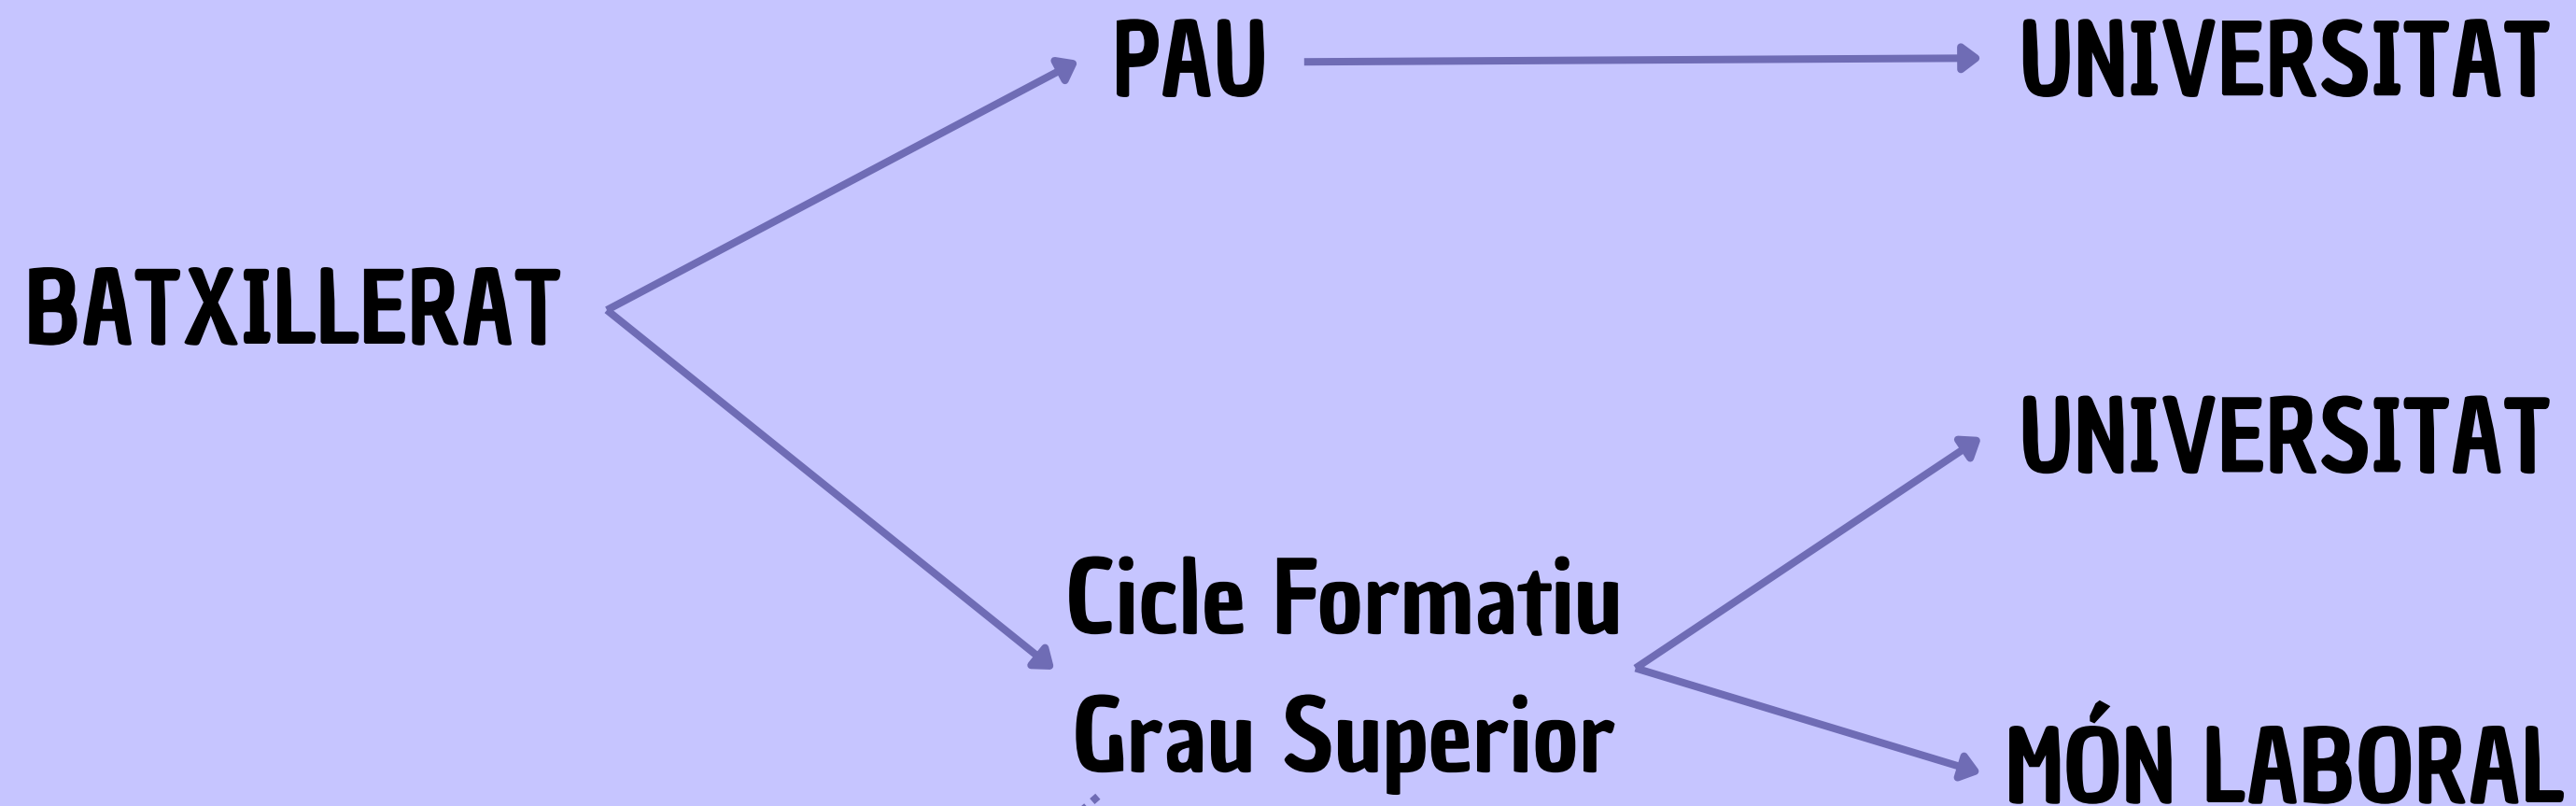 PAU
UNIVERSITAT
BATXILLERAT
UNIVERSITAT
Cicle Formatiu
Grau Superior
MÓN LABORAL